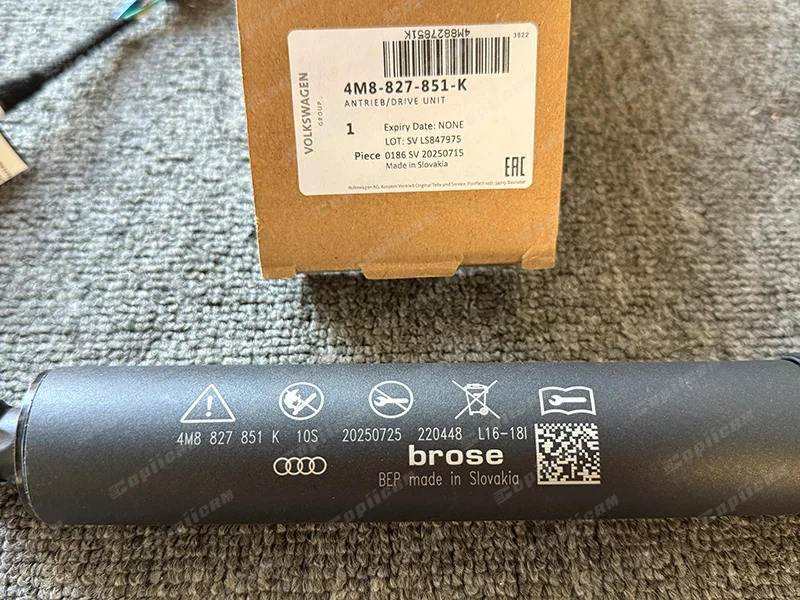 4M8827851K
3822
VOLKSWAGEN
GROUP
4M8-827-851-K
ANTRIEB/DRIVE UNIT
1 Expiry Date: NONE
LOT: SV LS847975
Piece 0186 SV 20250715
Made in Slovakia
EAC
4M8 827 851 K 10S 20250725 220448 L16-18I
brose
BEP made in Slovakia